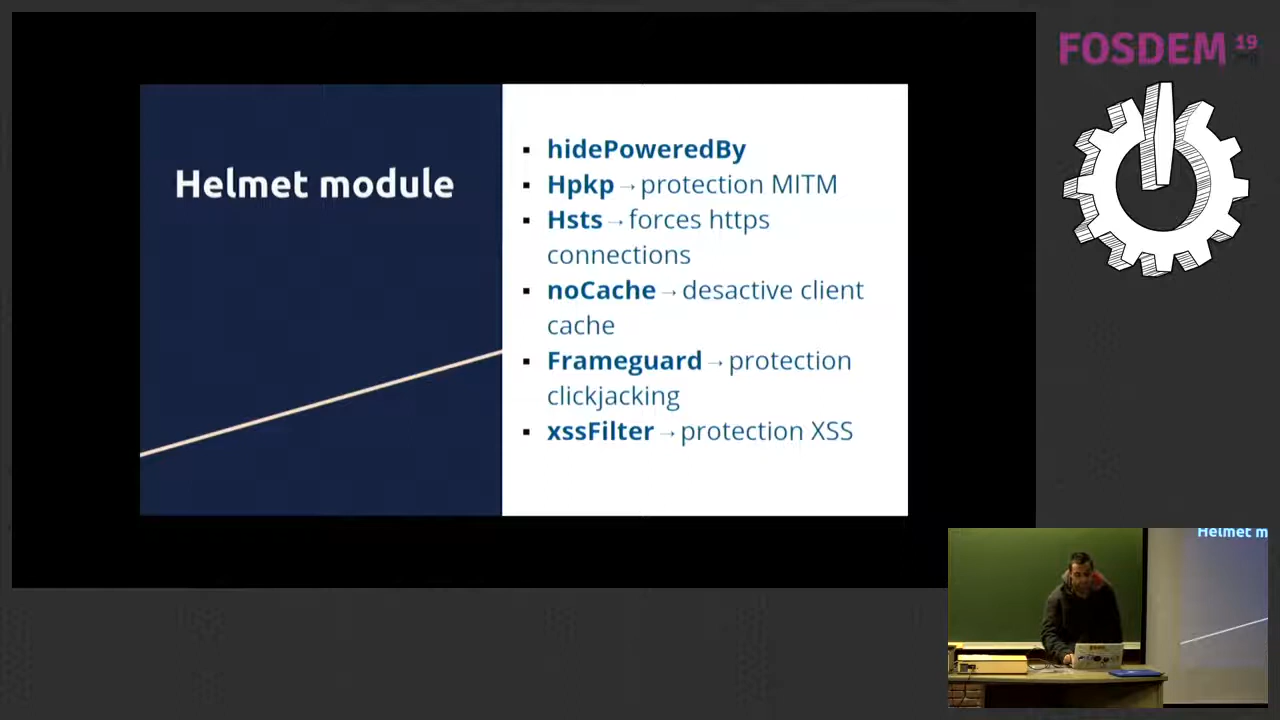 FOSDEM 19
Helmet module
▪ hidePoweredBy
▪ Hpkp→protection MITM
▪ Hsts→forces https
connections
▪ noCache→desactive client
cache
▪ Frameguard→protection
clickjacking
▪ xssFilter→protection XSS
Helmet m